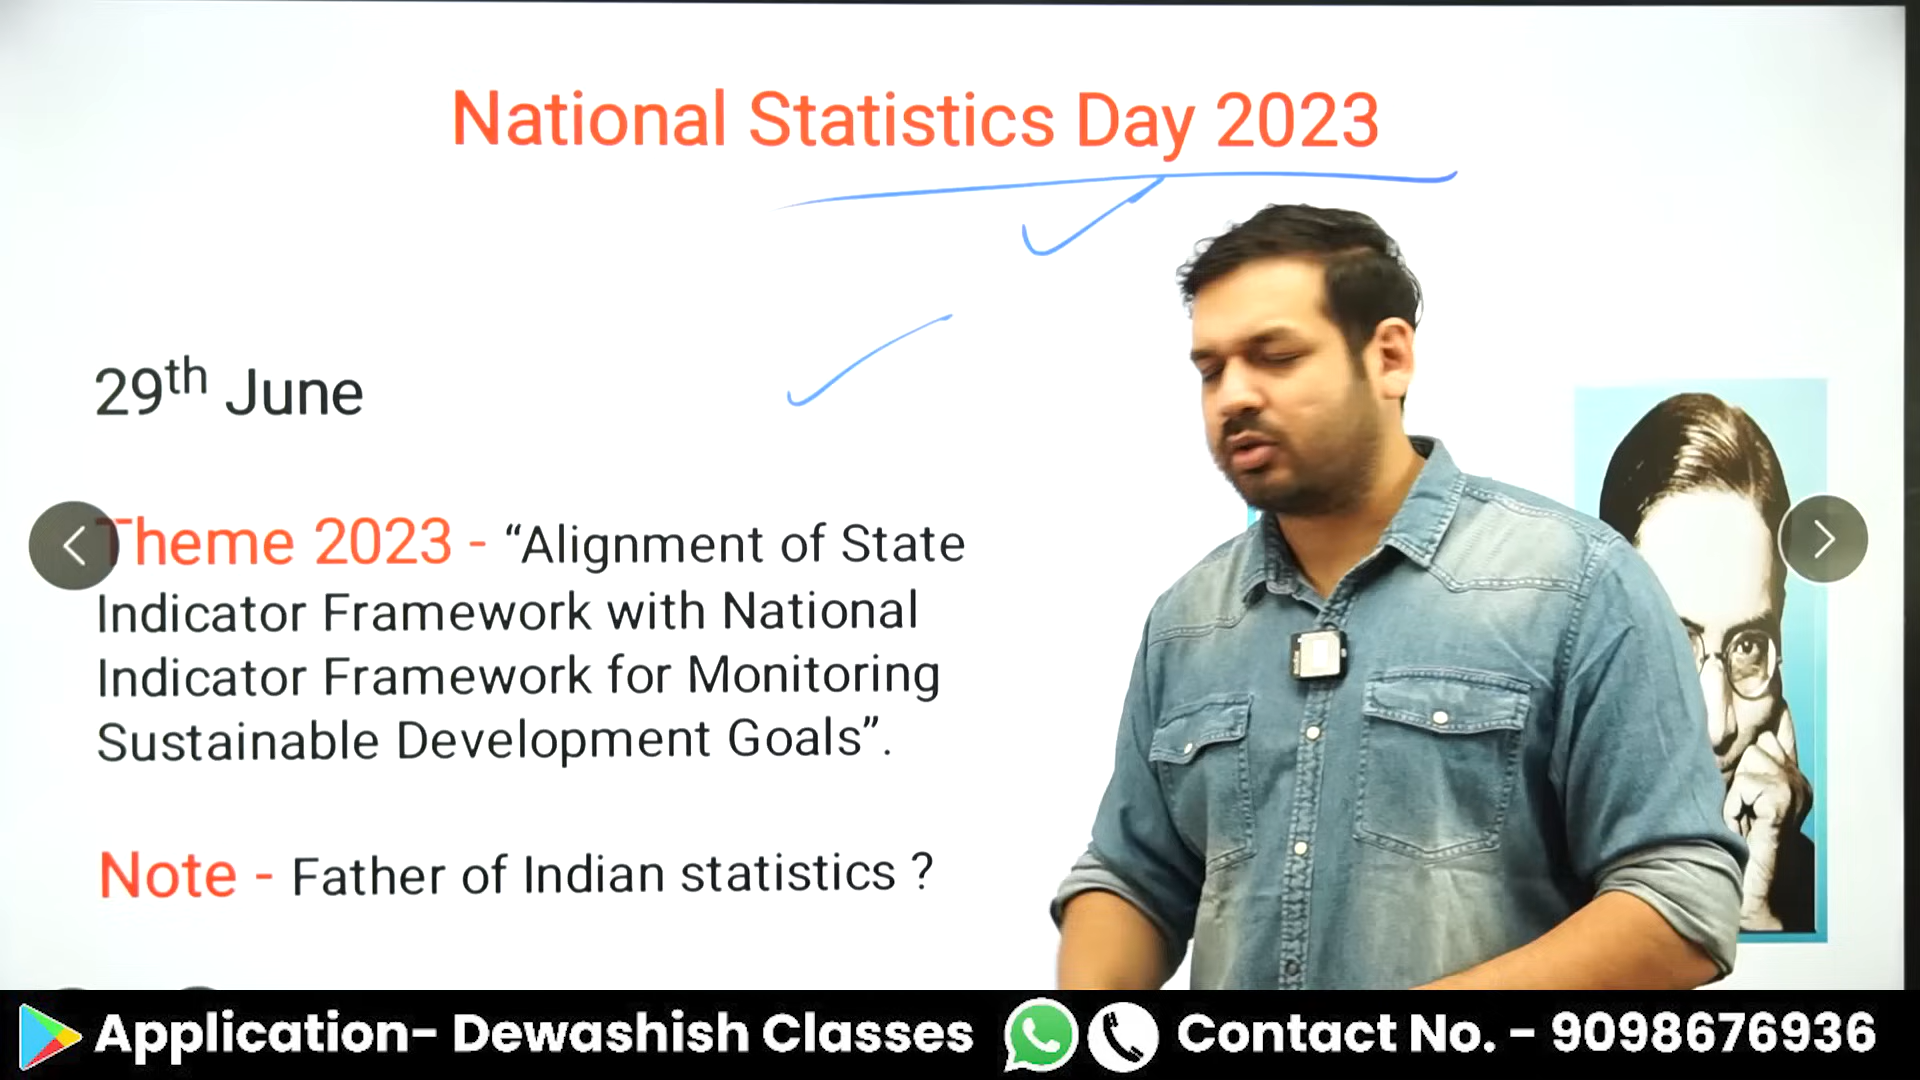 National Statistics Day 2023
29th June
Theme 2023 - “Alignment of State
Indicator Framework with National
Indicator Framework for Monitoring
Sustainable Development Goals”.
Note - Father of Indian statistics ?
Application- Dewashish Classes Contact No. - 9098676936